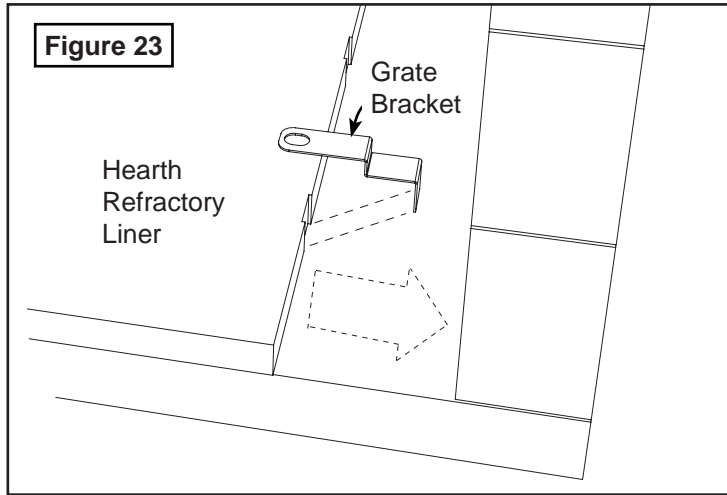 Figure 23
Grate
Bracket
Hearth
Refractory
Liner